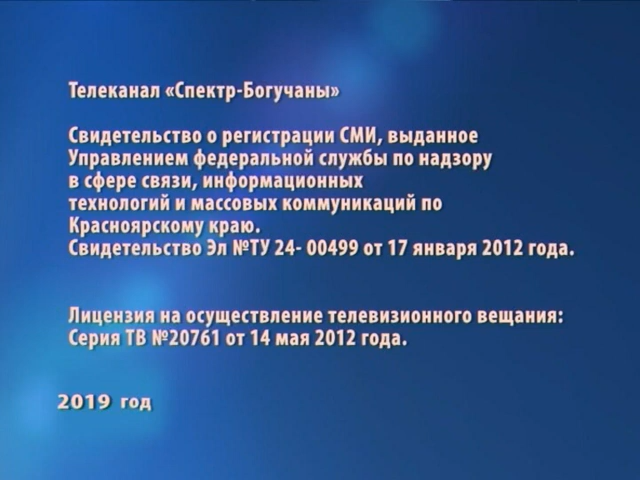 Телеканал «Спектр-Богучаны»
Свидетельство о регистрации СМИ, выданное
Управлением федеральной службы по надзору
в сфере связи, информационных
технологий и массовых коммуникаций по
Красноярскому краю.
Свидетельство Эл №ТУ 24- 00499 от 17 января 2012 года.
Лицензия на осуществление телевизионного вещания:
Серия ТВ №20761 от 14 мая 2012 года.
2019 год